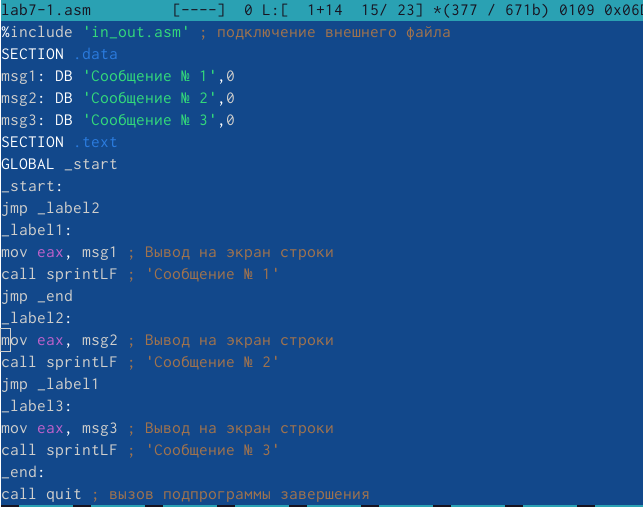 lab7-1.asm [----] 0 L:[ 1+14 15/ 23] *(377 / 671b) 0109 0x06D
%include 'in_out.asm' ; подключение внешнего файла
SECTION .data
msg1: DB 'Сообщение № 1',0
msg2: DB 'Сообщение № 2',0
msg3: DB 'Сообщение № 3',0
SECTION .text
GLOBAL _start
_start:
jmp _label2
_label1:
mov eax, msg1 ; Вывод на экран строки
call sprintLF ; 'Сообщение № 1'
jmp _end
_label2:
mov eax, msg2 ; Вывод на экран строки
call sprintLF ; 'Сообщение № 2'
jmp _label1
_label3:
mov eax, msg3 ; Вывод на экран строки
call sprintLF ; 'Сообщение № 3'
_end:
call quit ; вызов подпрограммы завершения